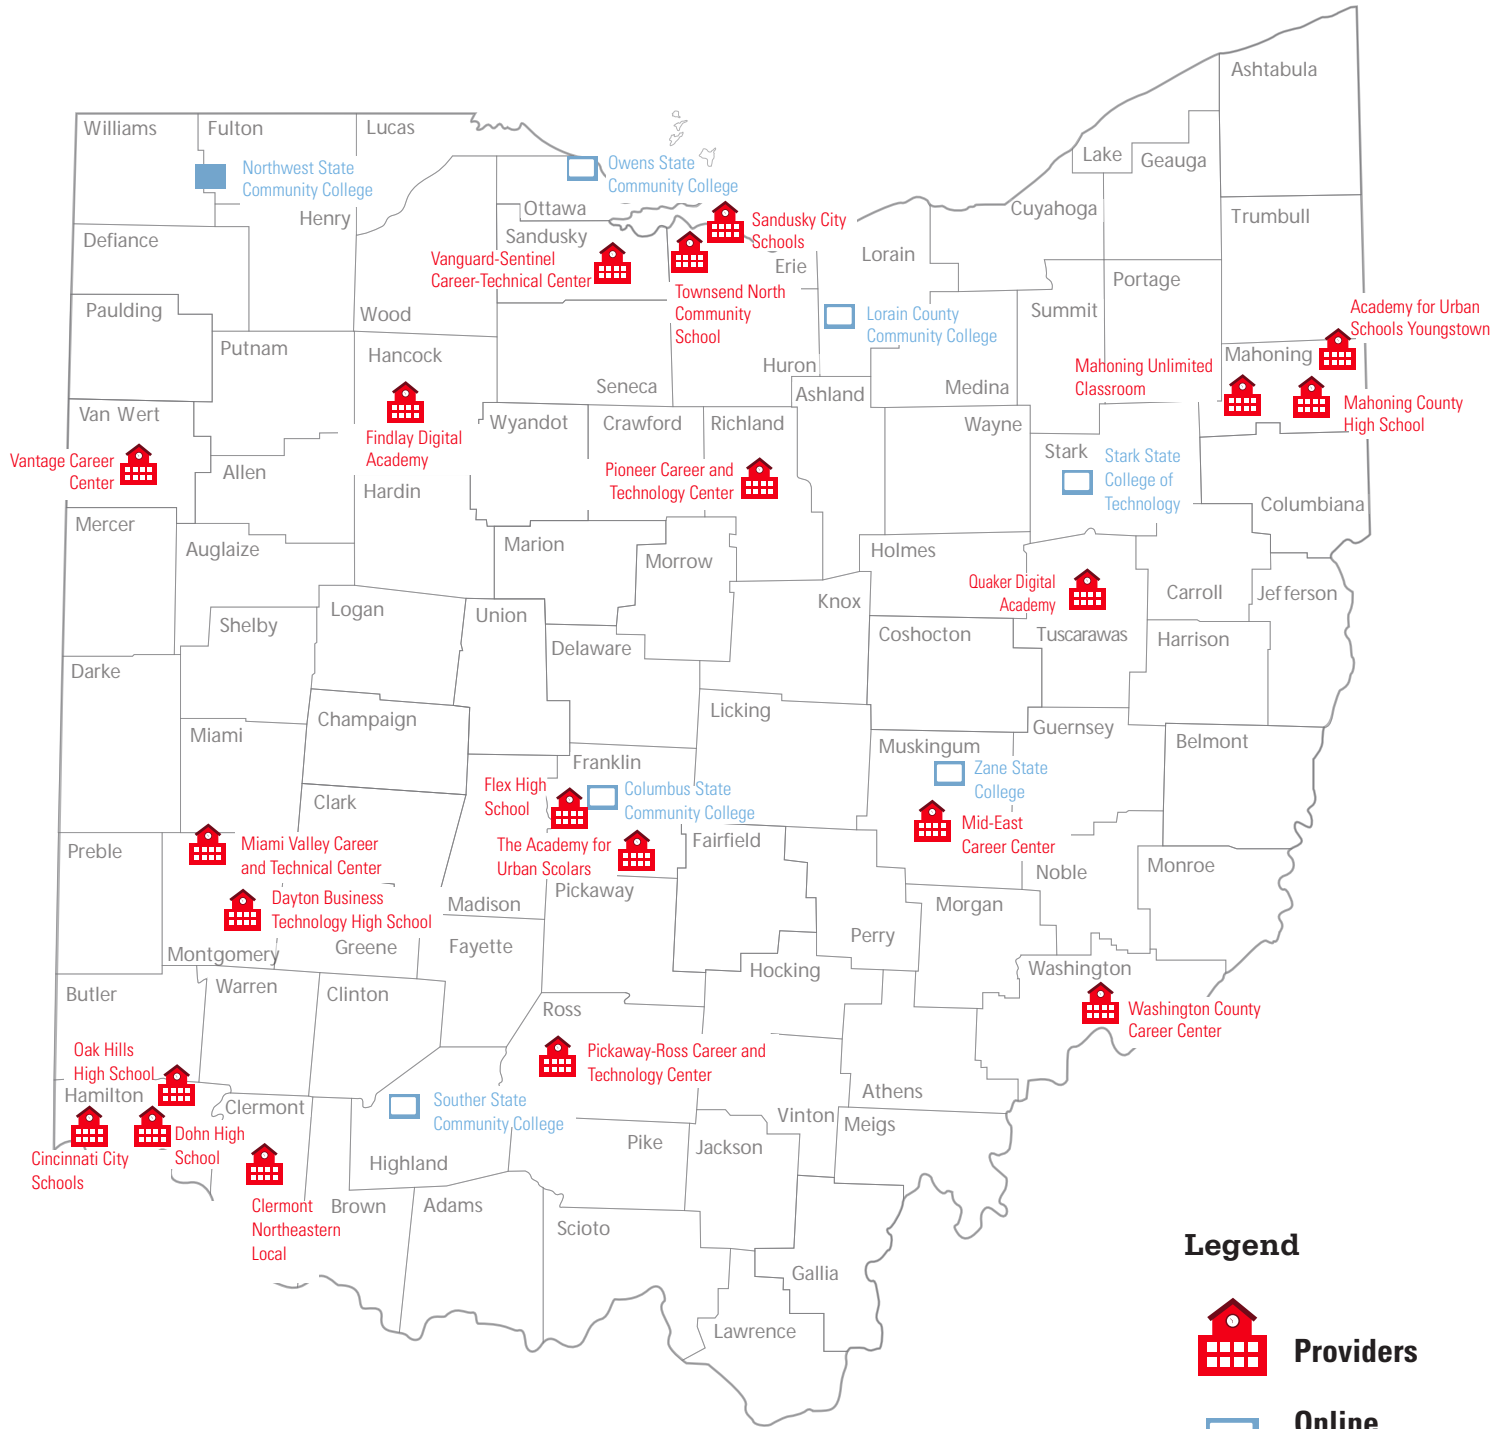 Ashtabula
Williams
Fulton
Lucas
Lake
Geauga
Northwest State
Community College
Owens State
Community College
Henry
Ottawa
Cuyahoga
Trumbull
Defiance
Sandusky
Sandusky City
Schools
Vanguard-Sentinel
Career-Technical Center
Erie
Lorain
Portage
Townsend North
Community
School
Paulding
Wood
Lorain County
Community College
Summit
Academy for Urban
Schools Youngstown
Putnam
Hancock
Huron
Mahoning
Mahoning Unlimited
Classroom
Seneca
Ashland
Medina
Mahoning County
High School
Van Wert
Wyandot
Crawford
Richland
Wayne
Findlay Digital
Academy
Vantage Career
Center
Allen
Pioneer Career and
Technology Center
Stark
Stark State
College of
Technology
Hardin
Columbiana
Mercer
Auglaize
Marion
Morrow
Holmes
Quaker Digital
Academy
Carroll
Jefferson
Logan
Union
Knox
Shelby
Delaware
Coshocton
Tuscarawas
Harrison
Darke
Champaign
Licking
Miami
Muskingum
Guernsey
Belmont
Franklin
Flex High
School
Columbus State
Community College
Zane State
College
Clark
Miami Valley Career
and Technical Center
The Academy for
Urban Scolars
Fairfield
Mid-East
Career Center
Preble
Noble
Monroe
Pickaway
Dayton Business
Technology High School
Madison
Morgan
Montgomery
Greene
Fayette
Perry
Hocking
Washington
Butler
Warren
Clinton
Ross
Washington County
Career Center
Oak Hills
High School
Pickaway-Ross Career and
Technology Center
Hamilton
Clermont
Souther State
Community College
Athens
Vinton
Meigs
Dohn High
School
Cincinnati City
Schools
Highland
Pike
Jackson
Clermont
Northeastern
Local
Brown
Adams
Scioto
Gallia
Lawrence
Legend
Providers
Online